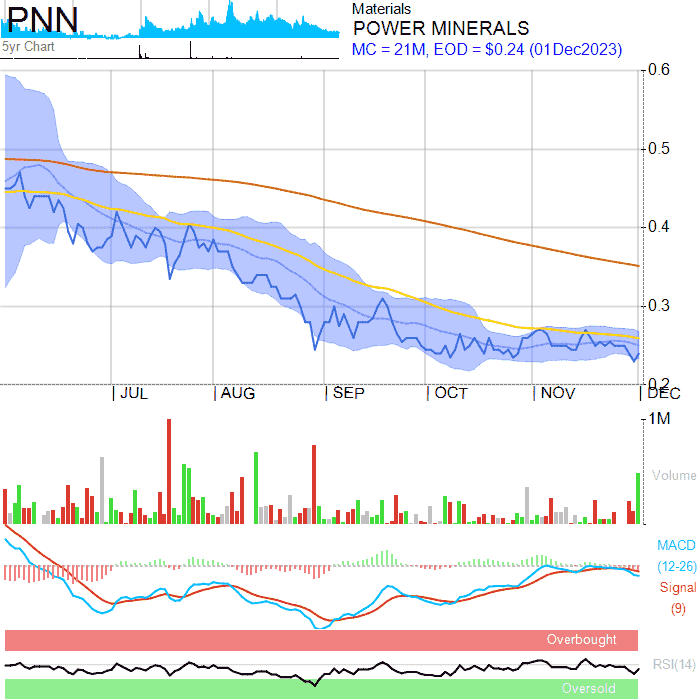 PNN
5yr Chart
Materials
POWER MINERALS
MC = 21M, EOD = $0.24 (01Dec2023)
0.6
0.5
0.4
0.3
0.2
JUL
AUG
SEP
OCT
NOV
DEC
1M
Volume
MACD
(12-26)
Signal
(9)
Overbought
RSI(14)
Oversold